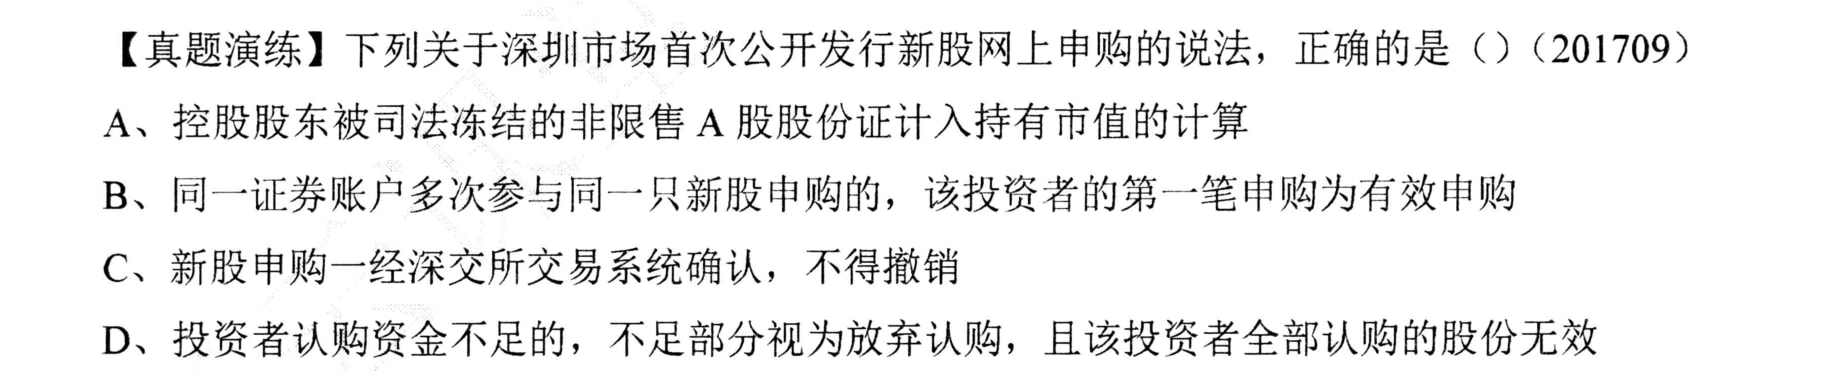 【真题演练】下列关于深圳市场首次公开发行新股网上申购的说法，正确的是（）（201709）
A、控股股东被司法冻结的非限售 A 股股份证计入持有市值的计算
B、同一证券账户多次参与同一只新股申购的，该投资者的第一笔申购为有效申购
C、新股申购一经深交所交易系统确认，不得撤销
D、投资者认购资金不足的，不足部分视为放弃认购，且该投资者全部认购的股份无效